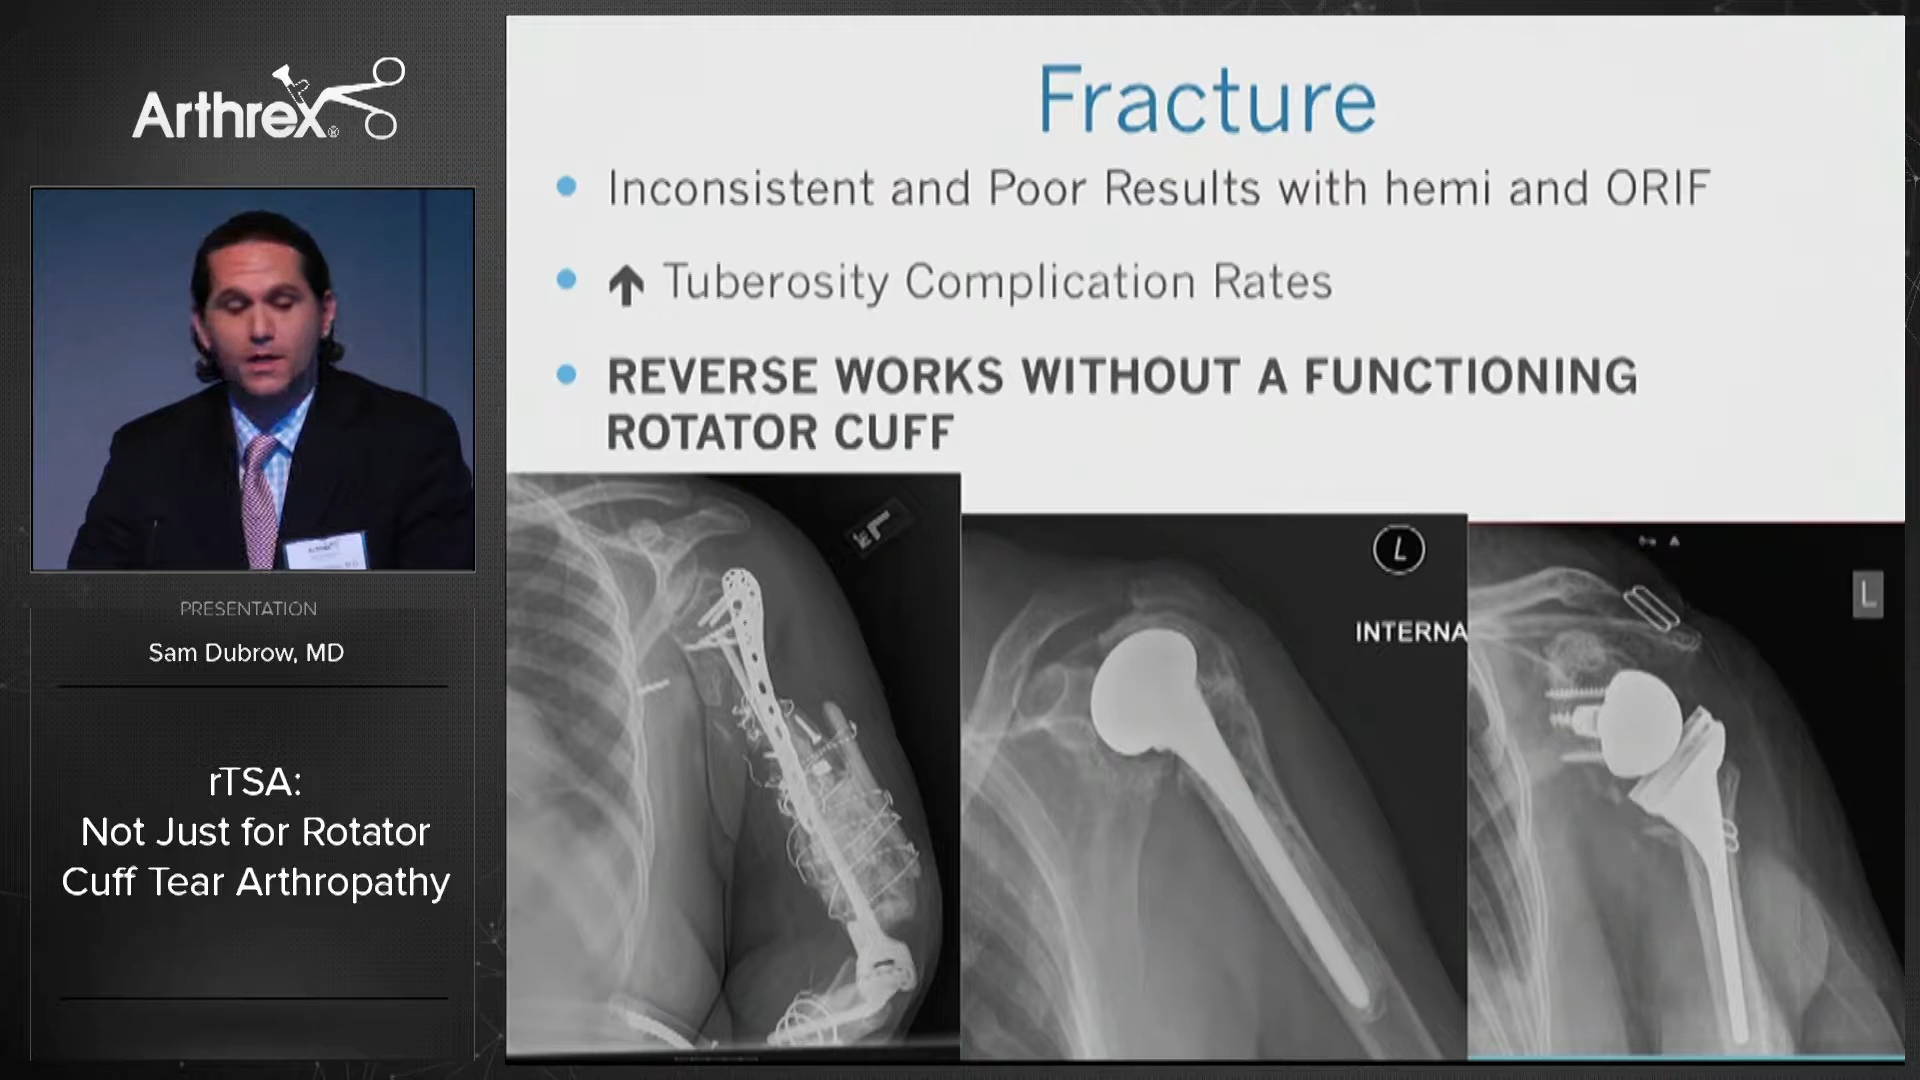 Arthrex®
PRESENTATION
Sam Dubrow, MD
rTSA:
Not Just for Rotator
Cuff Tear Arthropathy
Fracture
Inconsistent and Poor Results with hemi and ORIF
Tuberosity Complication Rates
REVERSE WORKS WITHOUT A FUNCTIONING
ROTATOR CUFF
L
L
INTERNA
L